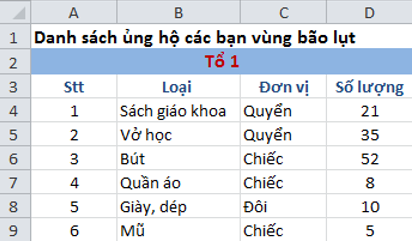 A B C D
1 Danh sách ủng hộ các bạn vùng bão lụt
2 Tổ 1
3 Stt Loại Đơn vị Số lượng
4 1 Sách giáo khoa Quyển 21
5 2 Vở học Quyển 35
6 3 Bút Chiếc 52
7 4 Quần áo Chiếc 8
8 5 Giày, dép Đôi 10
9 6 Mũ Chiếc 5